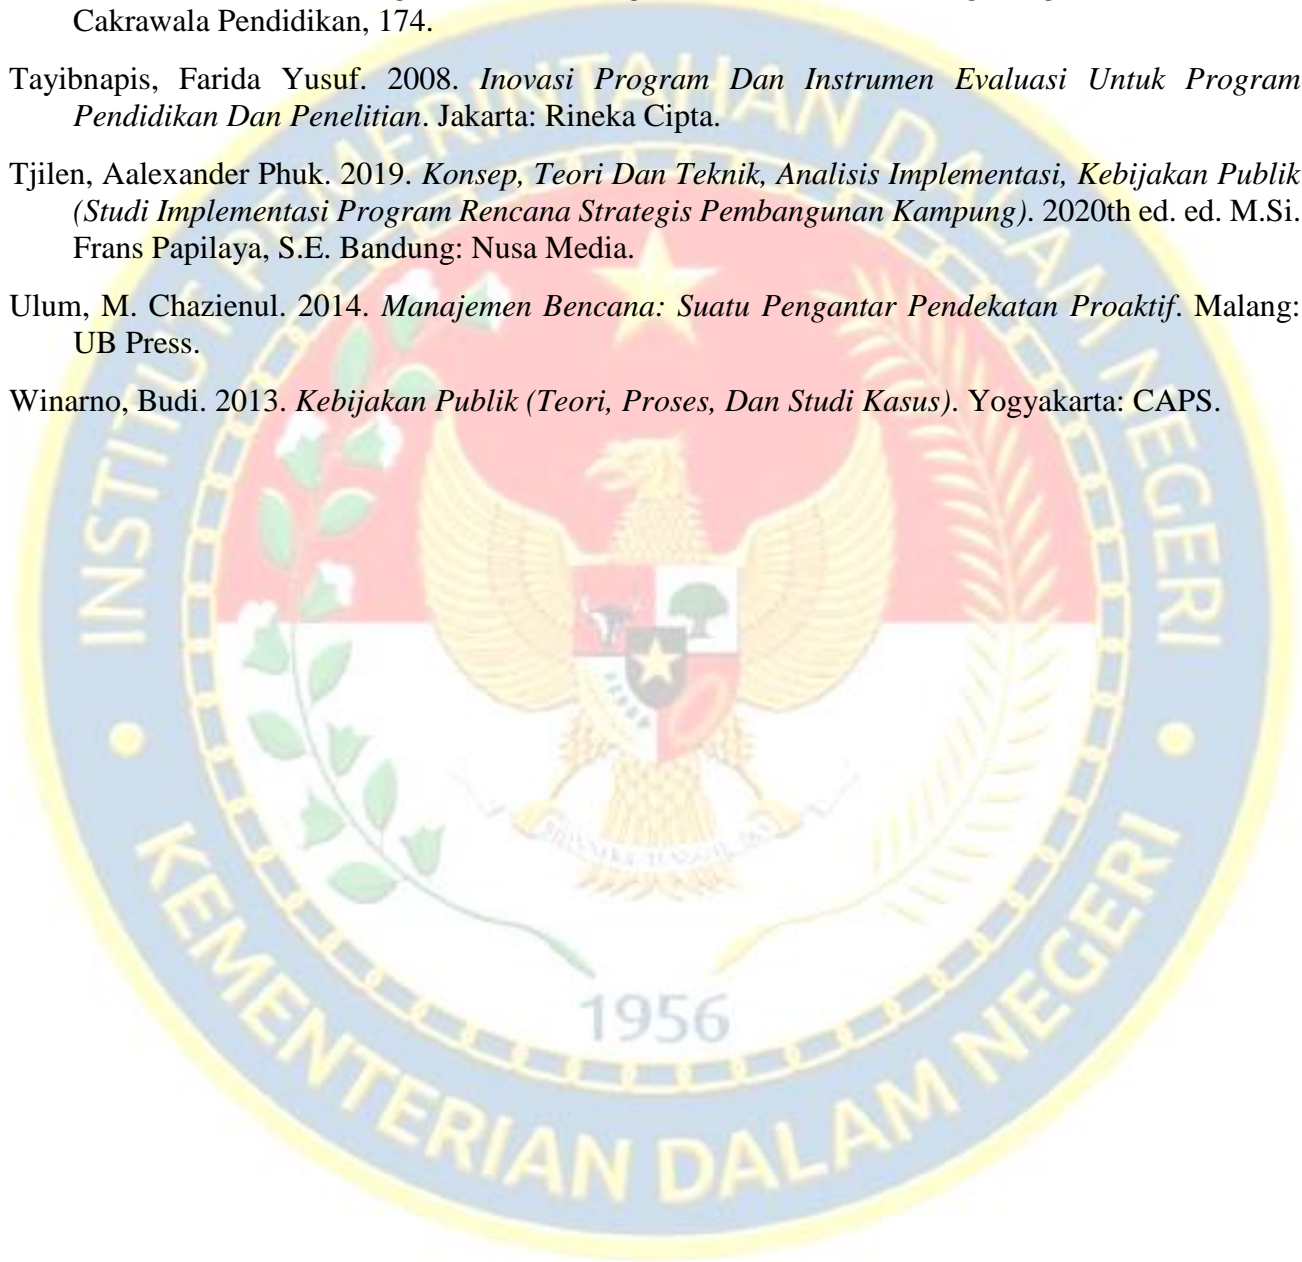 Cakrawala Pendidikan, 174.
Tayibnapis, Farida Yusuf. 2008. Inovasi Program Dan Instrumen Evaluasi Untuk Program
Pendidikan Dan Penelitian. Jakarta: Rineka Cipta.
Tjilen, Aalexander Phuk. 2019. Konsep, Teori Dan Teknik, Analisis Implementasi, Kebijakan Publik
(Studi Implementasi Program Rencana Strategis Pembangunan Kampung). 2020th ed. ed. M.Si.
Frans Papilaya, S.E. Bandung: Nusa Media.
Ulum, M. Chazienul. 2014. Manajemen Bencana: Suatu Pengantar Pendekatan Proaktif. Malang:
UB Press.
Winarno, Budi. 2013. Kebijakan Publik (Teori, Proses, Dan Studi Kasus). Yogyakarta: CAPS.
INSTITUT PEMERINTAHAN DALAM NEGERI
1956
KEMENTERIAN DALAM NEGERI